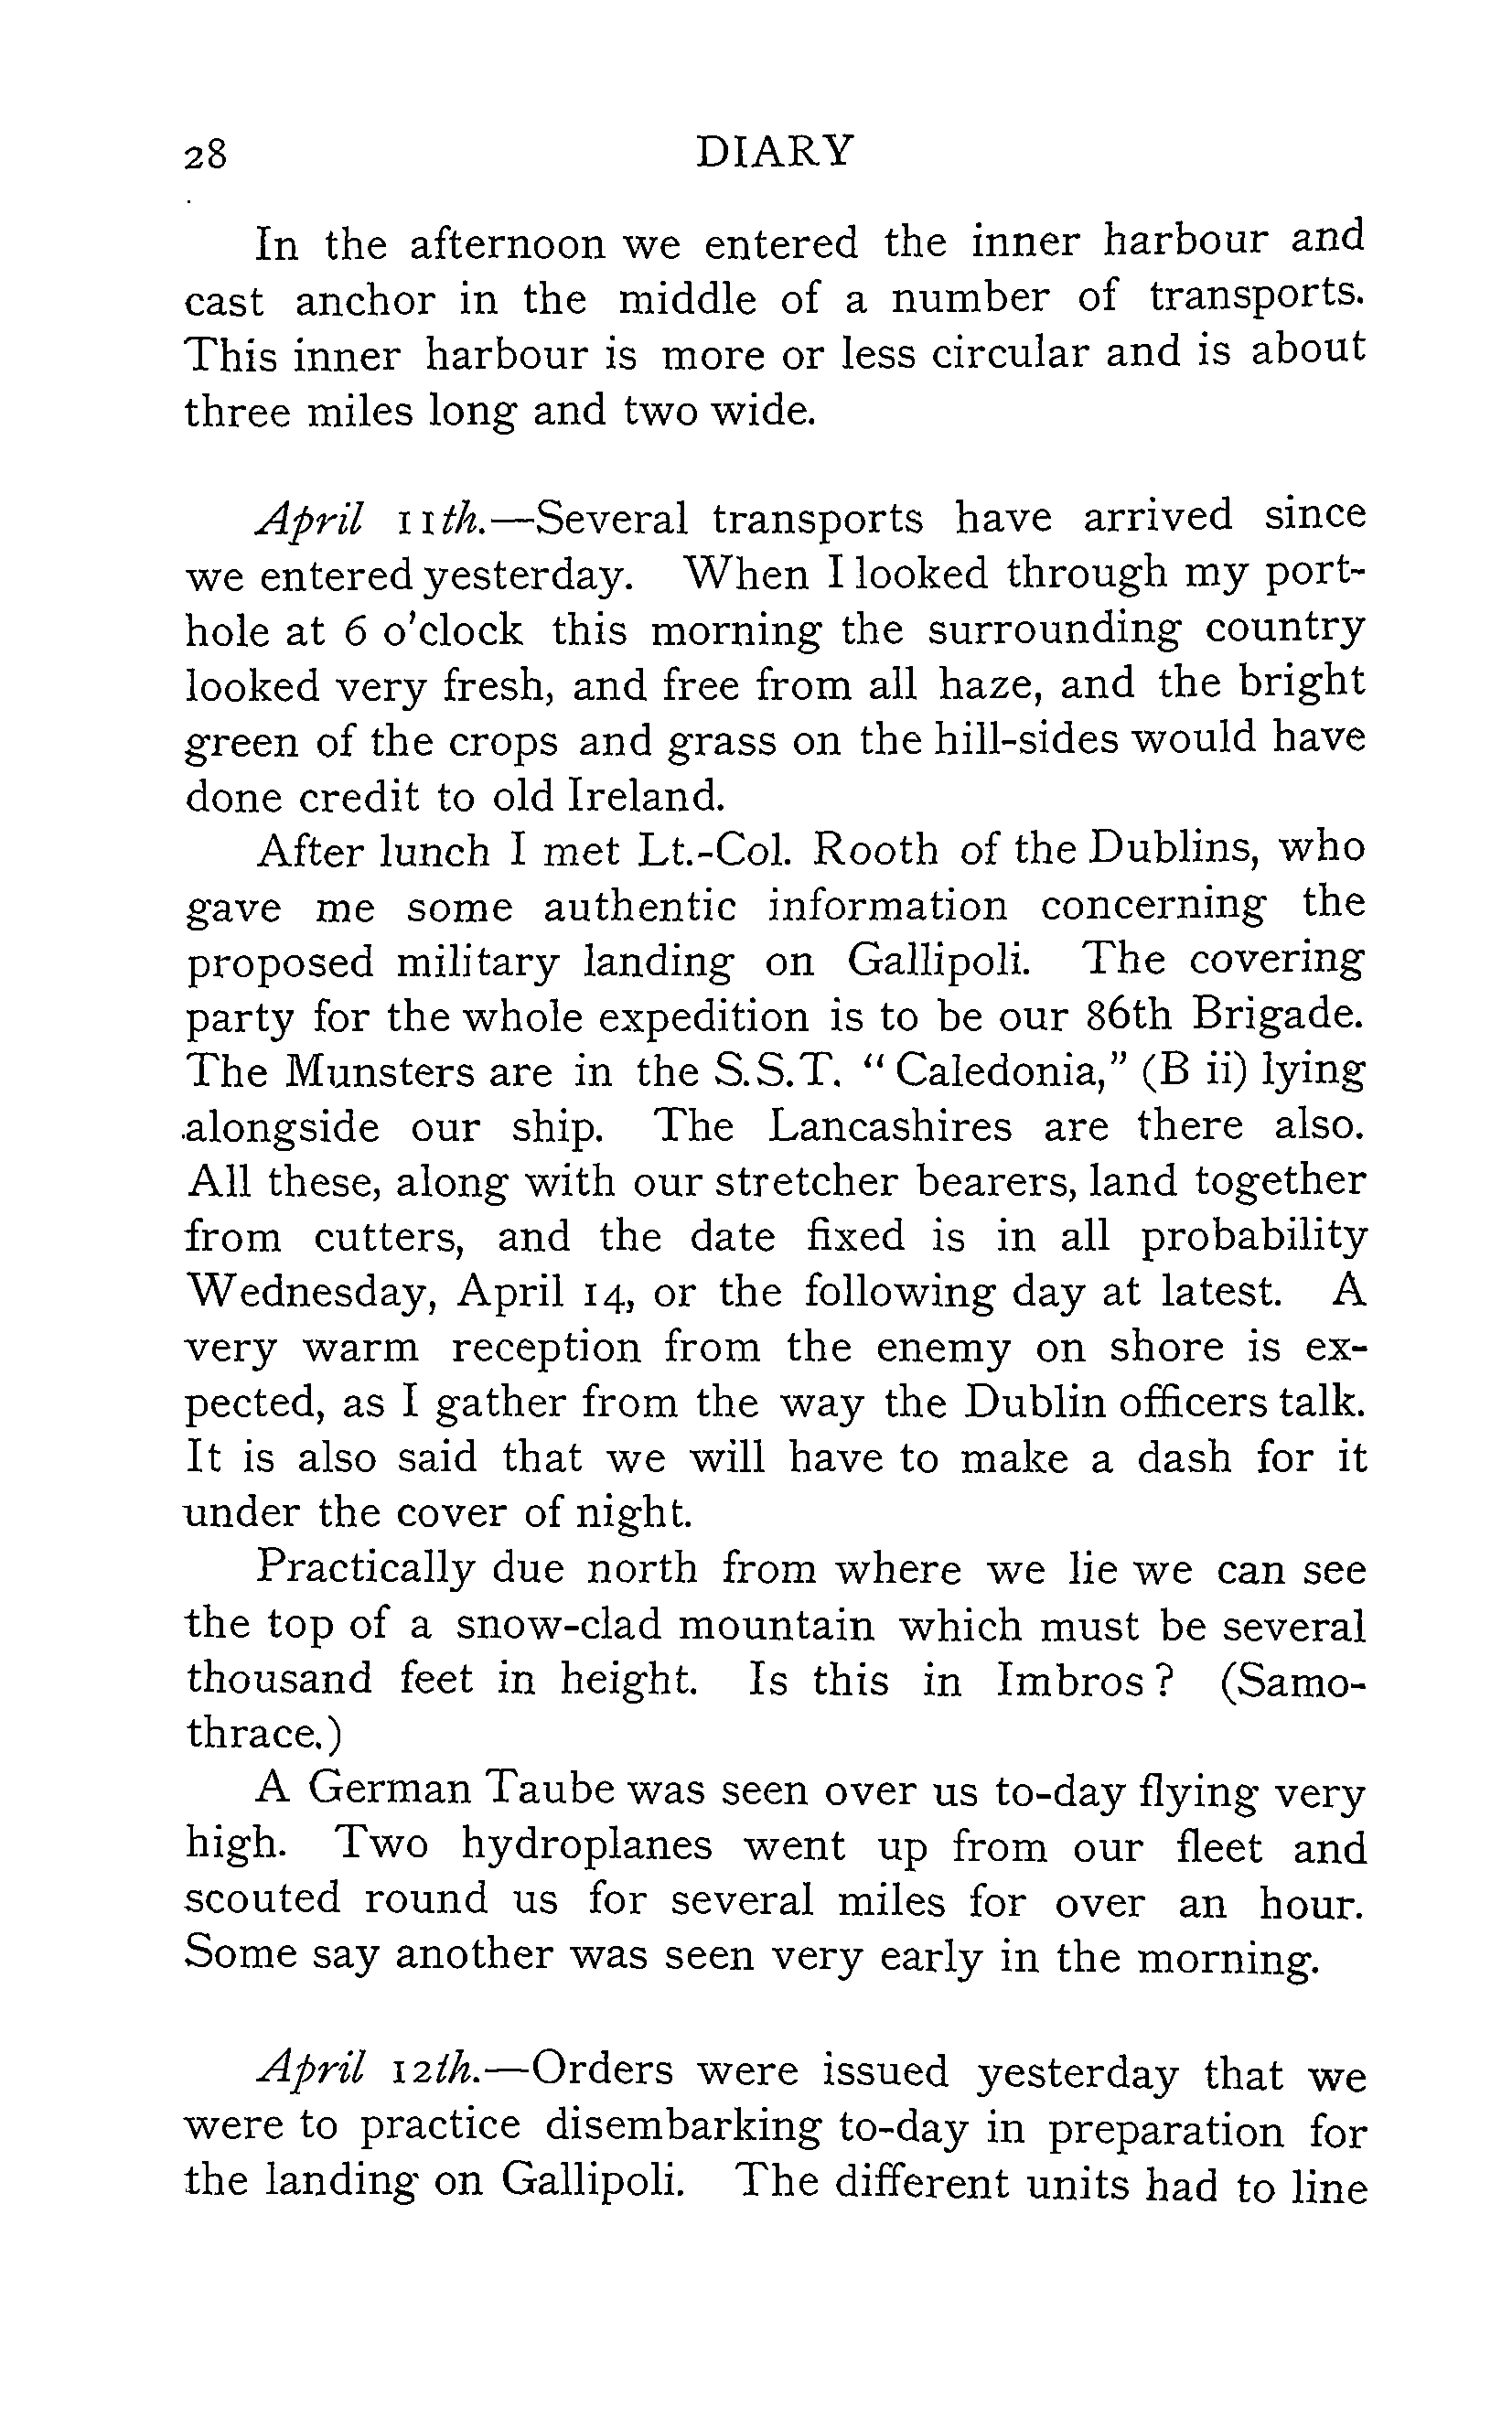 28 DIARY
In the afternoon we entered the inner harbour and
cast anchor in the middle of a number of transports.
This inner harbour is more or less circular and is about
three miles long and two wide.
April 11th.—Several transports have arrived since
we entered yesterday. When I looked through my port-
hole at 6 o'clock this morning the surrounding country
looked very fresh, and free from all haze, and the bright
green of the crops and grass on the hill-sides would have
done credit to old Ireland.
After lunch I met Lt.-Col. Rooth of the Dublins, who
gave me some authentic information concerning the
proposed military landing on Gallipoli. The covering
party for the whole expedition is to be our 86th Brigade.
The Munsters are in the S.S.T. "Caledonia," (B ii) lying
alongside our ship. The Lancashires are there also.
All these, along with our stretcher bearers, land together
from cutters, and the date fixed is in all probability
Wednesday, April 14, or the following day at latest. A
very warm reception from the enemy on shore is ex-
pected, as I gather from the way the Dublin officers talk.
It is also said that we will have to make a dash for it
under the cover of night.
Practically due north from where we lie we can see
the top of a snow-clad mountain which must be several
thousand feet in height. Is this in Imbros? (Samo-
thrace.)
A German Taube was seen over us to-day flying very
high. Two hydroplanes went up from our fleet and
scouted round us for several miles for over an hour.
Some say another was seen very early in the morning.
April 12th.—Orders were issued yesterday that we
were to practice disembarking to-day in preparation for
the landing on Gallipoli. The different units had to line